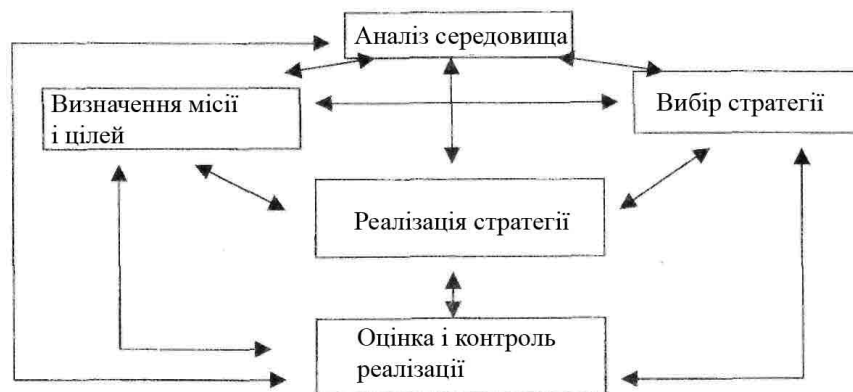 Аналіз середовища
Визначення місії
і цілей
Вибір стратегії
Реалізація стратегії
Оцінка і контроль
реалізації